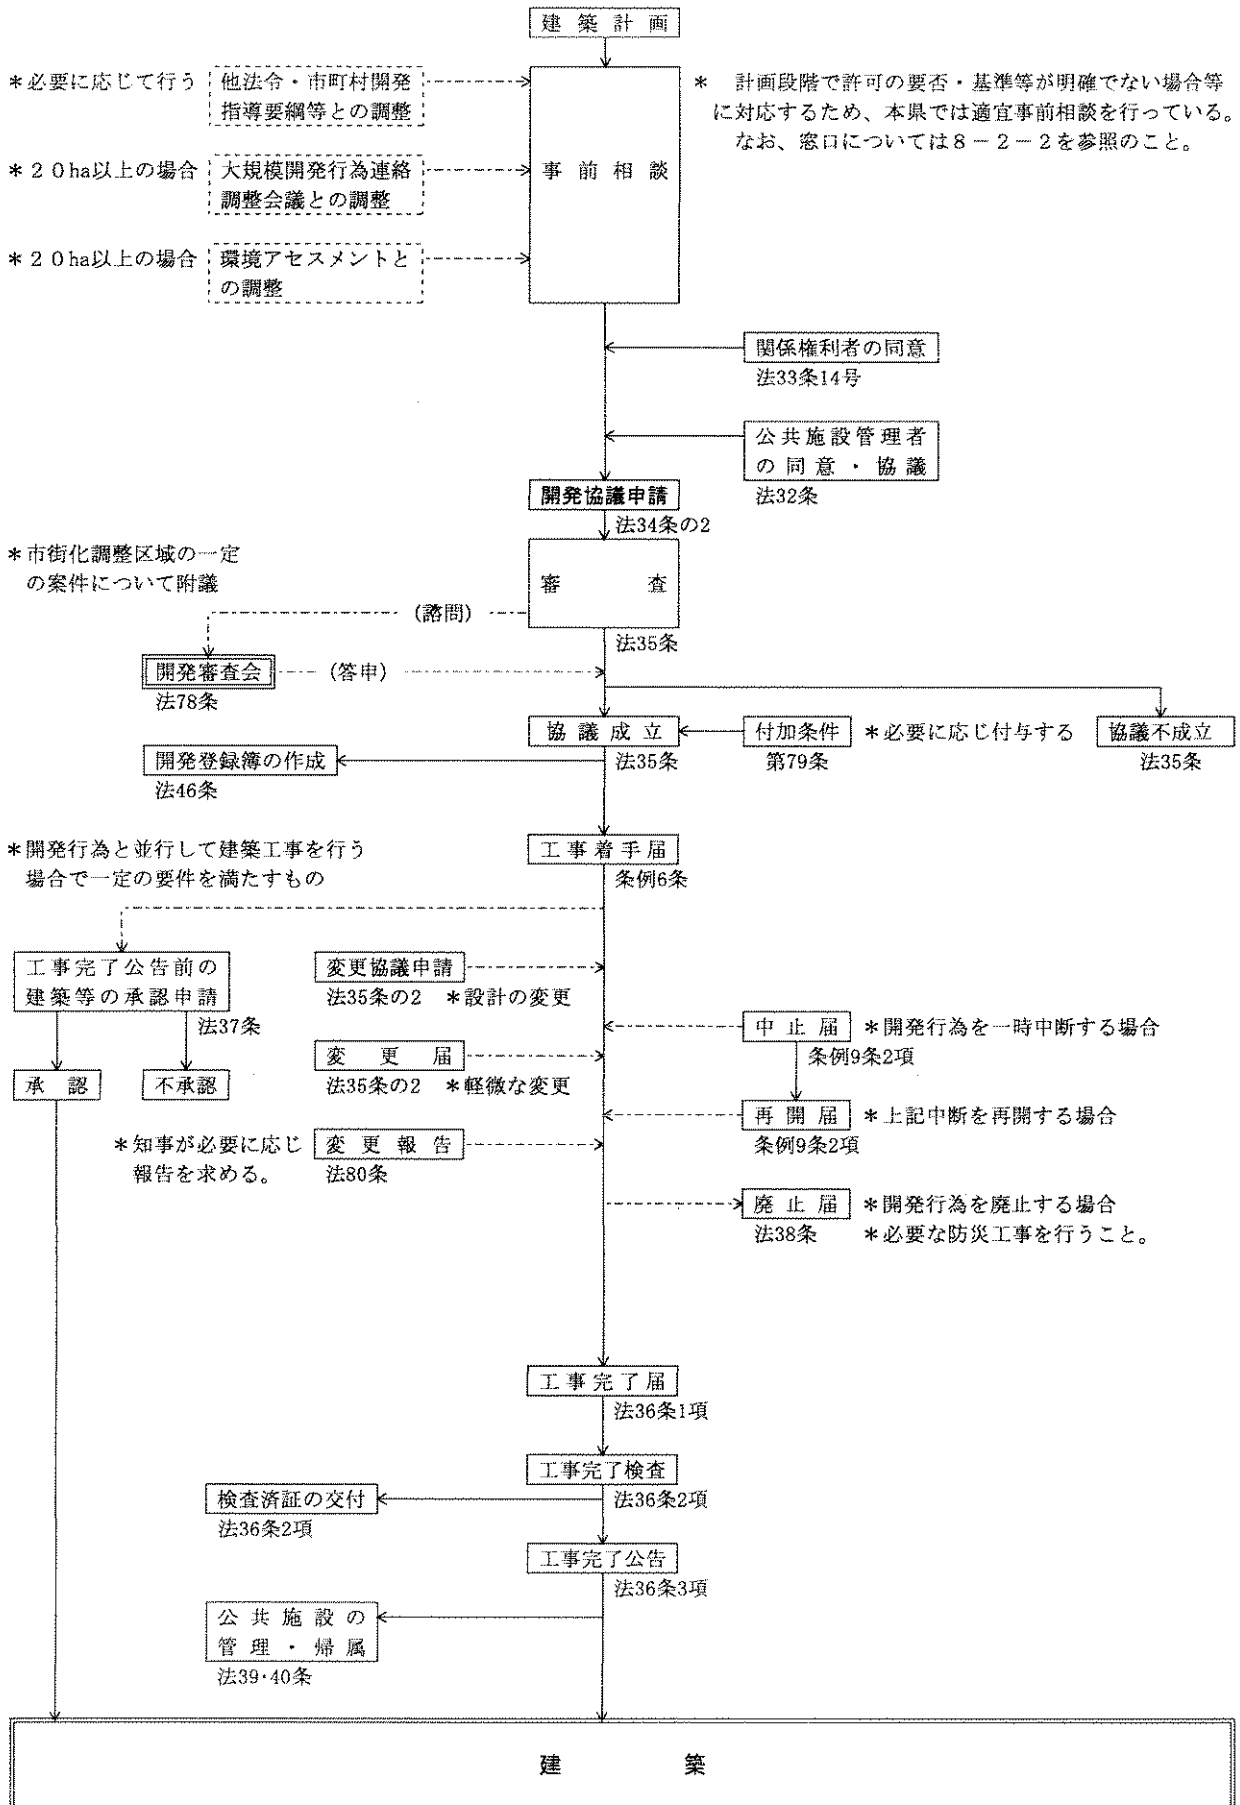 建築計画
＊必要に応じて行う
他法令・市町村開発
指導要綱等との調整
＊２０ha以上の場合
大規模開発行為連絡
調整会議との調整
＊２０ha以上の場合
環境アセスメントと
の調整
事前相談
＊　計画段階で許可の要否・基準等が明確でない場合等
に対応するため、本県では適宜事前相談を行っている。
なお、窓口については８－２－２を参照のこと。
関係権利者の同意
法33条14号
公共施設管理者
の同意・協議
法32条
開発協議申請
法34条の2
＊市街化調整区域の一定
の案件について附議
審査
法35条
(諮問)
開発審査会
法78条
(答申)
協議成立
法35条
付加条件
第79条
＊必要に応じ付与する
協議不成立
法35条
開発登録簿の作成
法46条
工事着手届
条例6条
＊開発行為と並行して建築工事を行う
場合で一定の要件を満たすもの
工事完了公告前の
建築等の承認申請
法37条
承認
不承認
変更協議申請
法35条の2　＊設計の変更
変更届
法35条の2　＊軽微な変更
＊知事が必要に応じ
報告を求める。
変更報告
法80条
中止届
＊開発行為を一時中断する場合
条例9条2項
再開届
＊上記中断を再開する場合
条例9条2項
廃止届
＊開発行為を廃止する場合
法38条
＊必要な防災工事を行うこと。
工事完了届
法36条1項
工事完了検査
法36条2項
検査済証の交付
法36条2項
工事完了公告
法36条3項
公共施設の
管理・帰属
法39・40条
建築